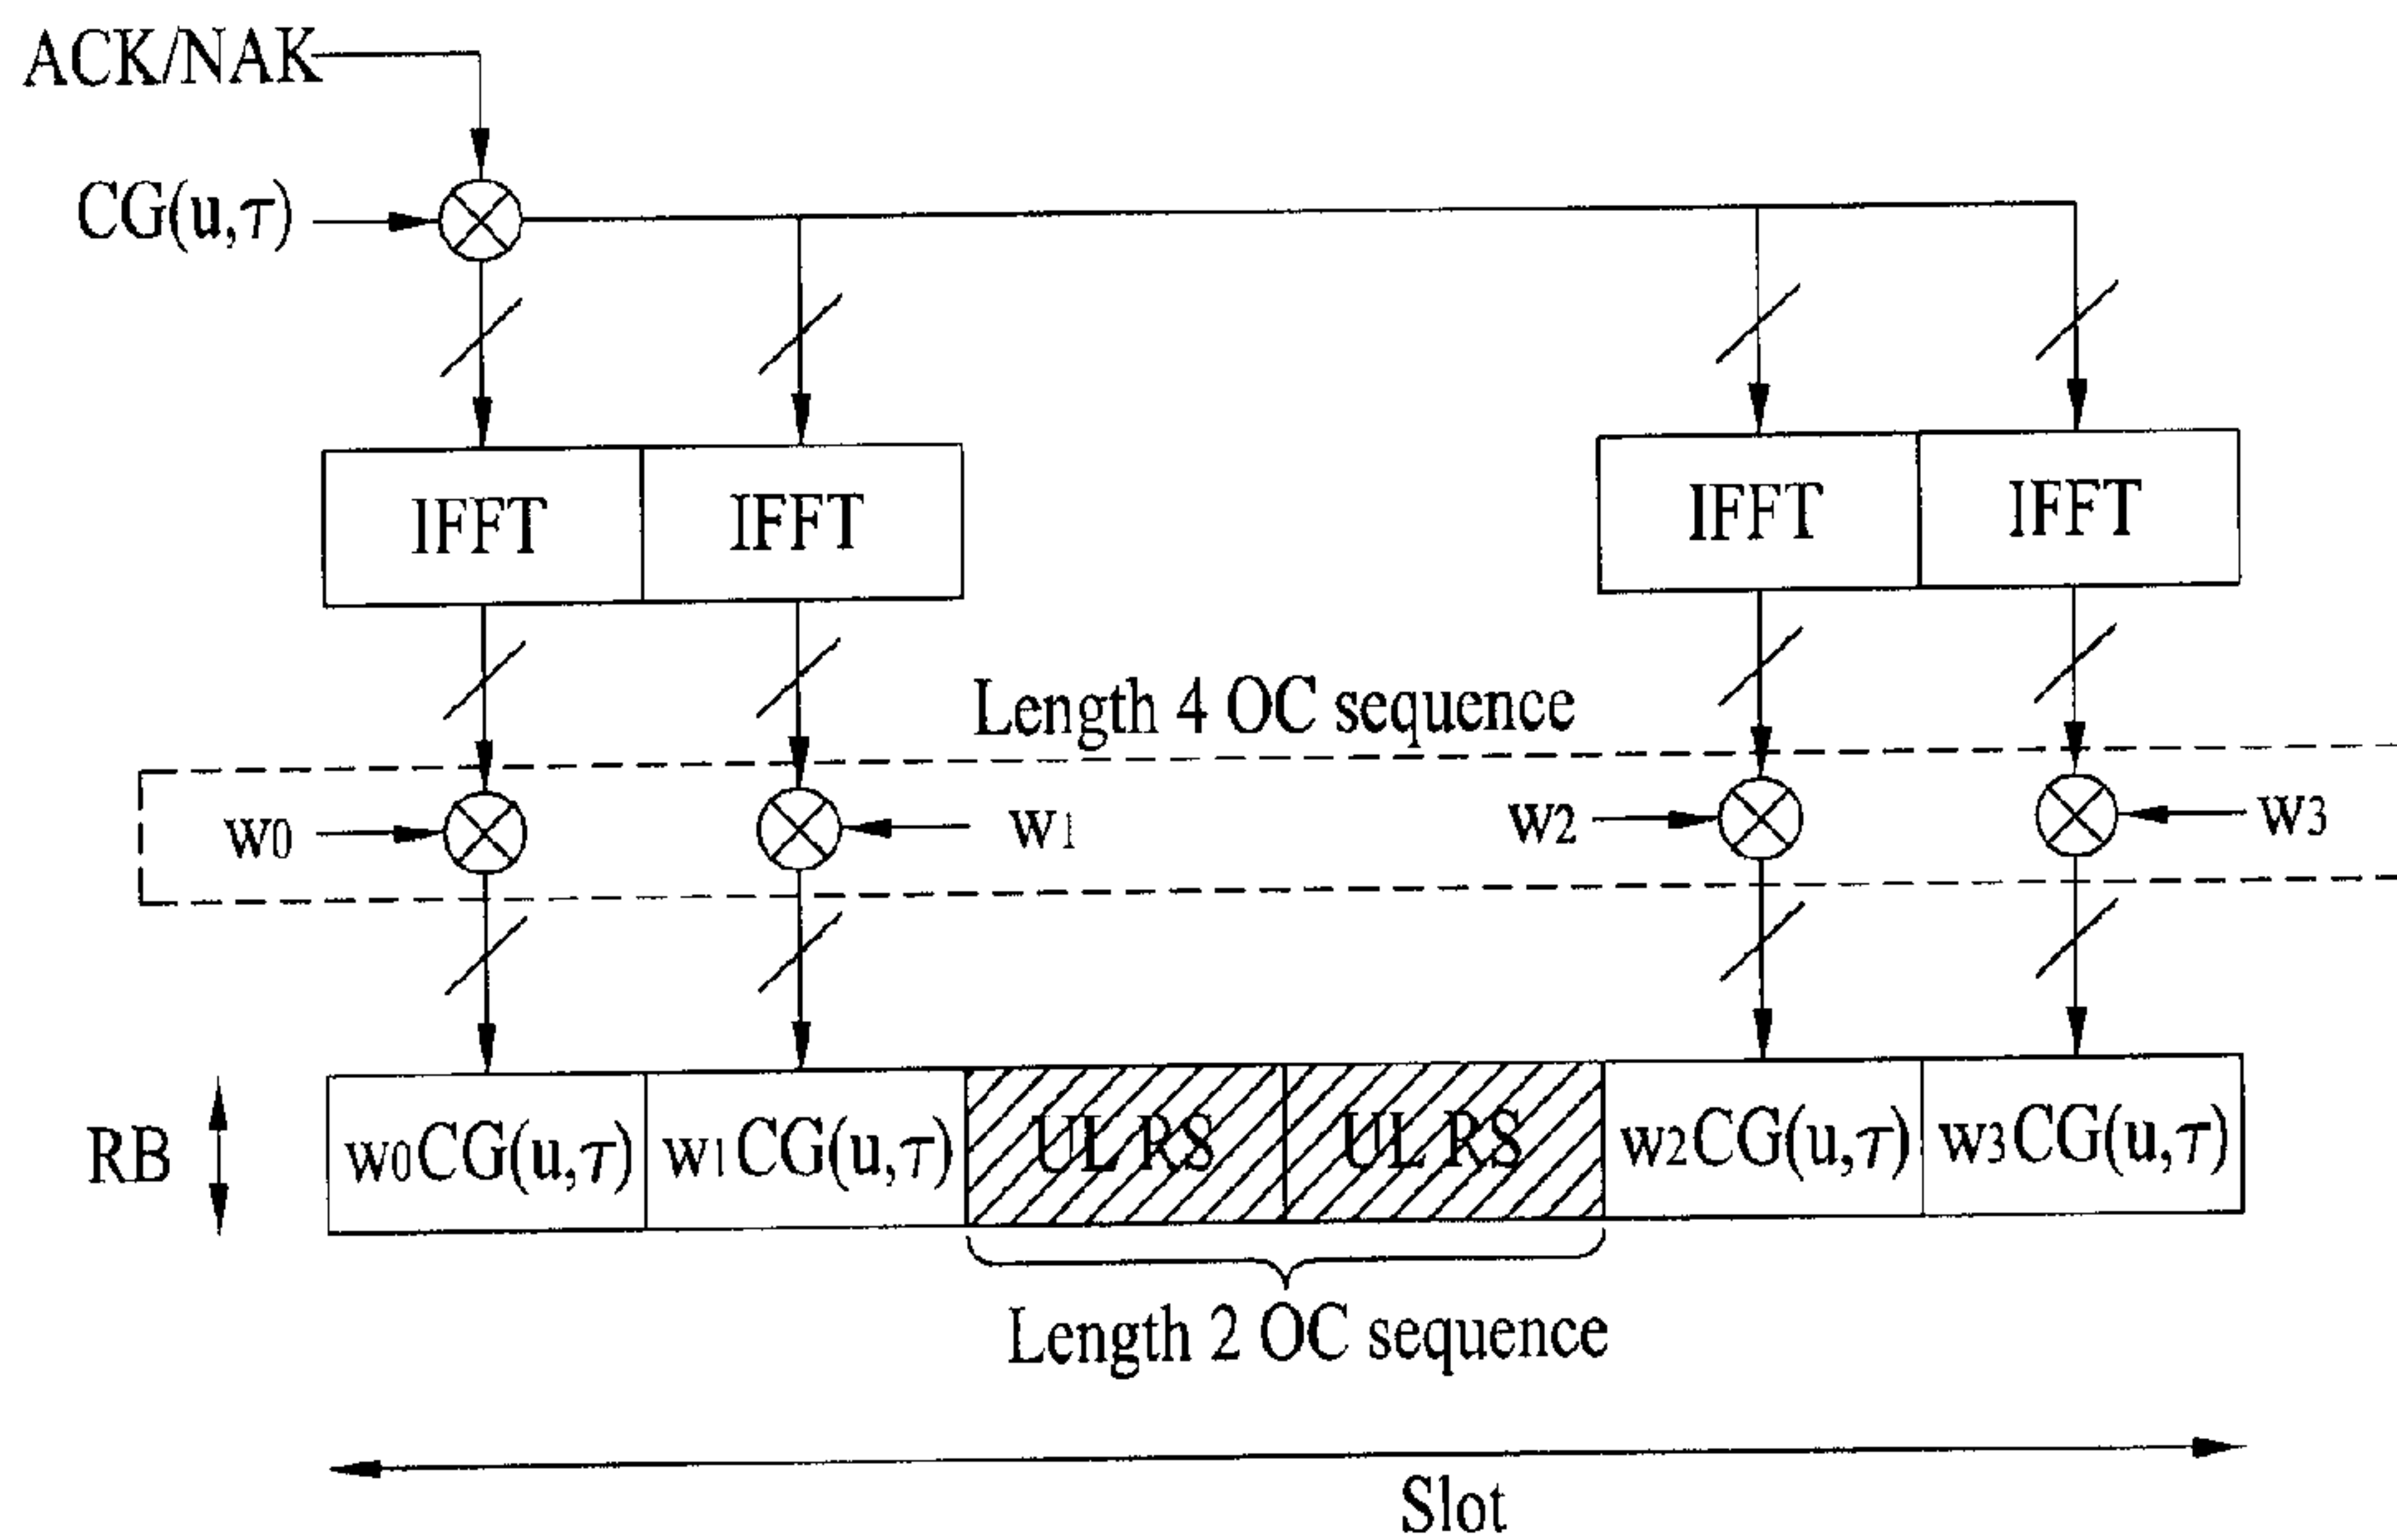 ACK/NAK
CG(u,τ)
IFFT IFFT IFFT IFFT
Length 4 OC sequence
w0 w1 w2 w3
RB w0CG(u,τ) w1CG(u,τ) UL RS UL RS w2CG(u,τ) w3CG(u,τ)
Length 2 OC sequence
Slot